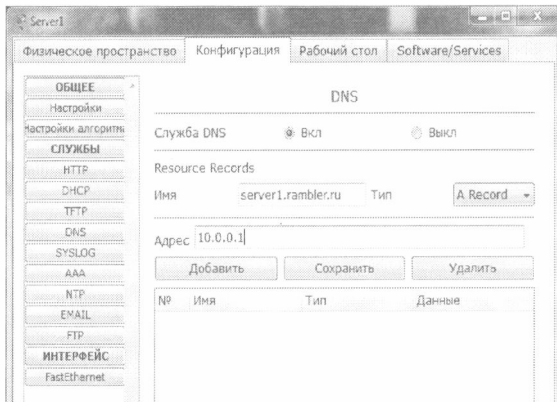 Server1
Физическое пространство Конфигурация Рабочий стол Software/Services
ОБЩЕЕ
Настройки
Настройки алгоритма
СЛУЖБЫ
HTTP
DHCP
TFTP
DNS
SYSLOG
AAA
NTP
EMAIL
FTP
ИНТЕРФЕЙС
FastEthernet
DNS
Служба DNS Вкл Выкл
Resource Records
Имя server1.rambler.ru Тип A Record
Адрес 10.0.0.1
Добавить Сохранить Удалить
№ Имя Тип Данные